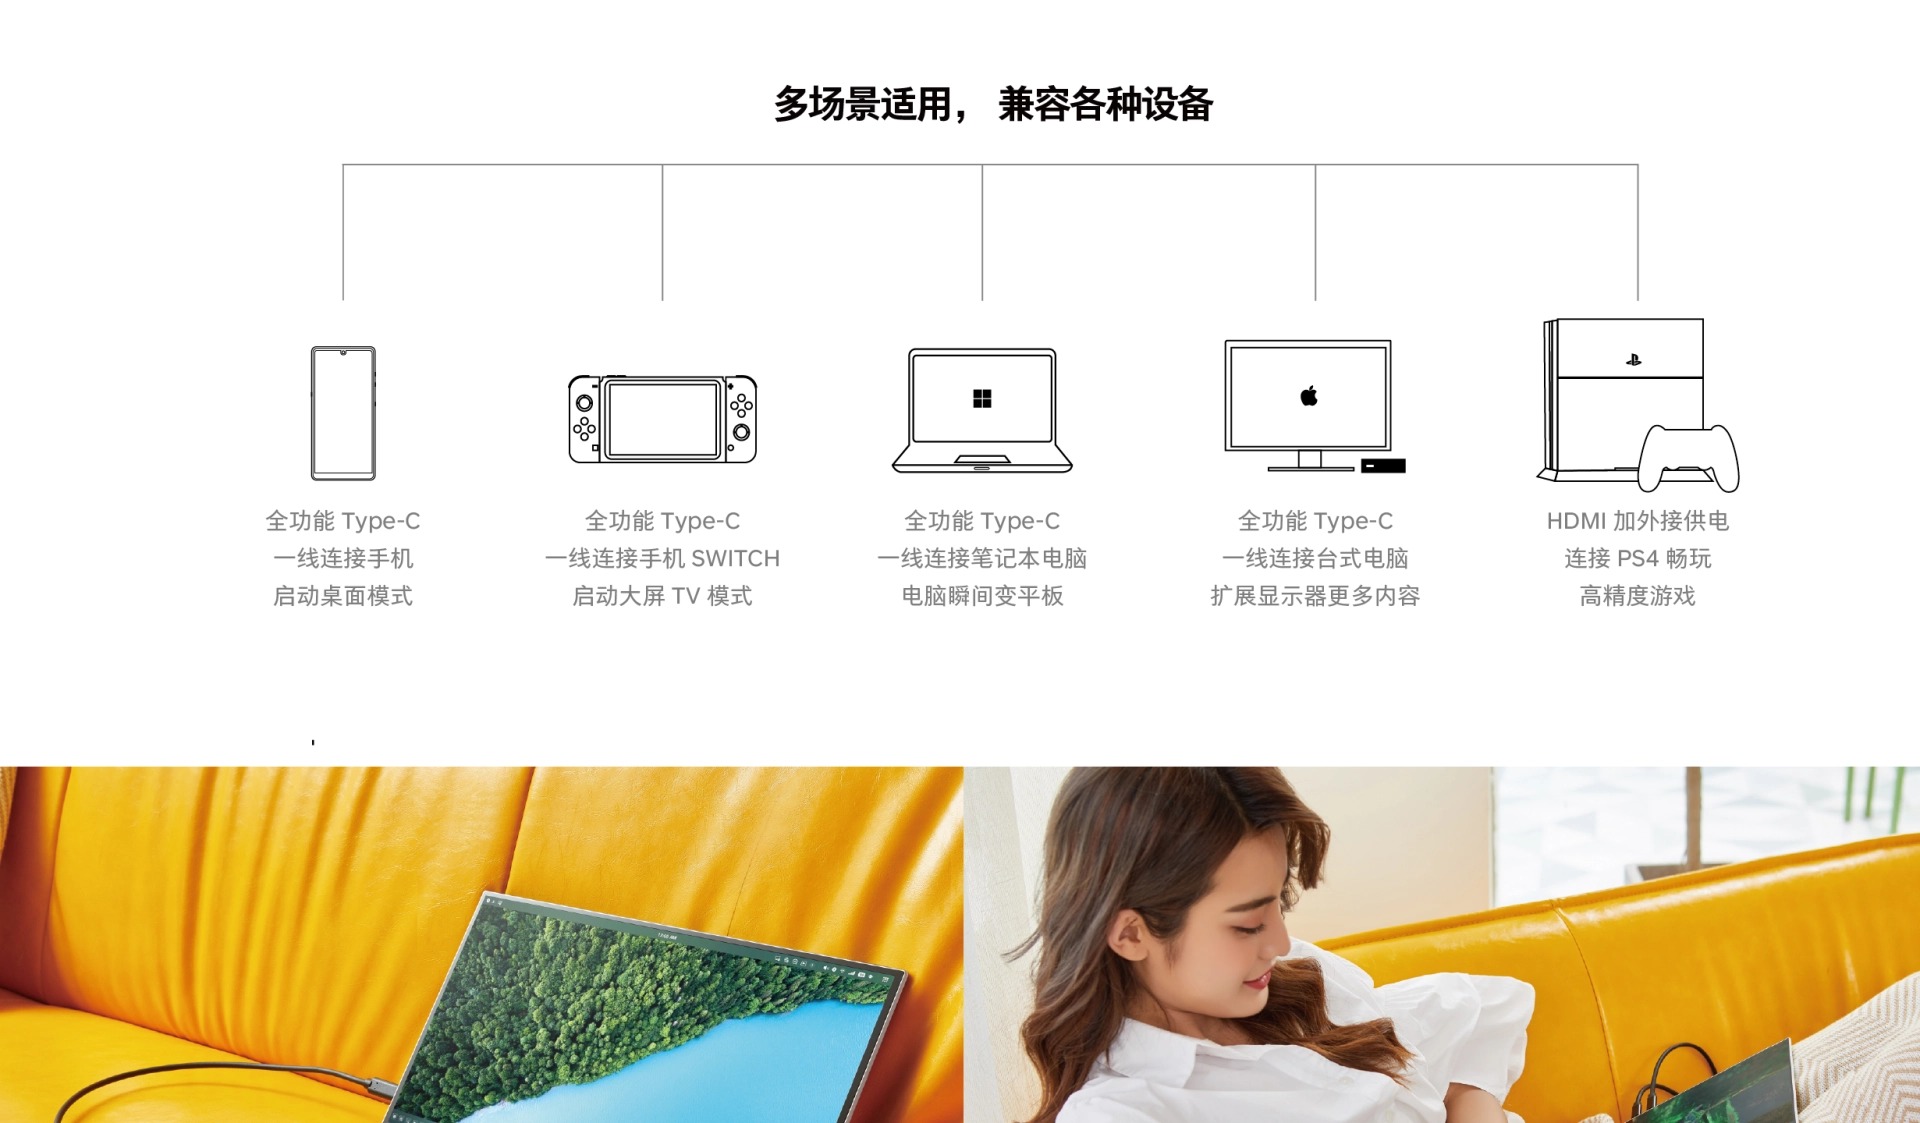 多场景适用， 兼容各种设备
全功能 Type-C
一线连接手机
启动桌面模式
全功能 Type-C
一线连接手机 SWITCH
启动大屏 TV 模式
全功能 Type-C
一线连接笔记本电脑
电脑瞬间变平板
全功能 Type-C
一线连接台式电脑
扩展显示器更多内容
HDMI 加外接供电
连接 PS4 畅玩
高精度游戏